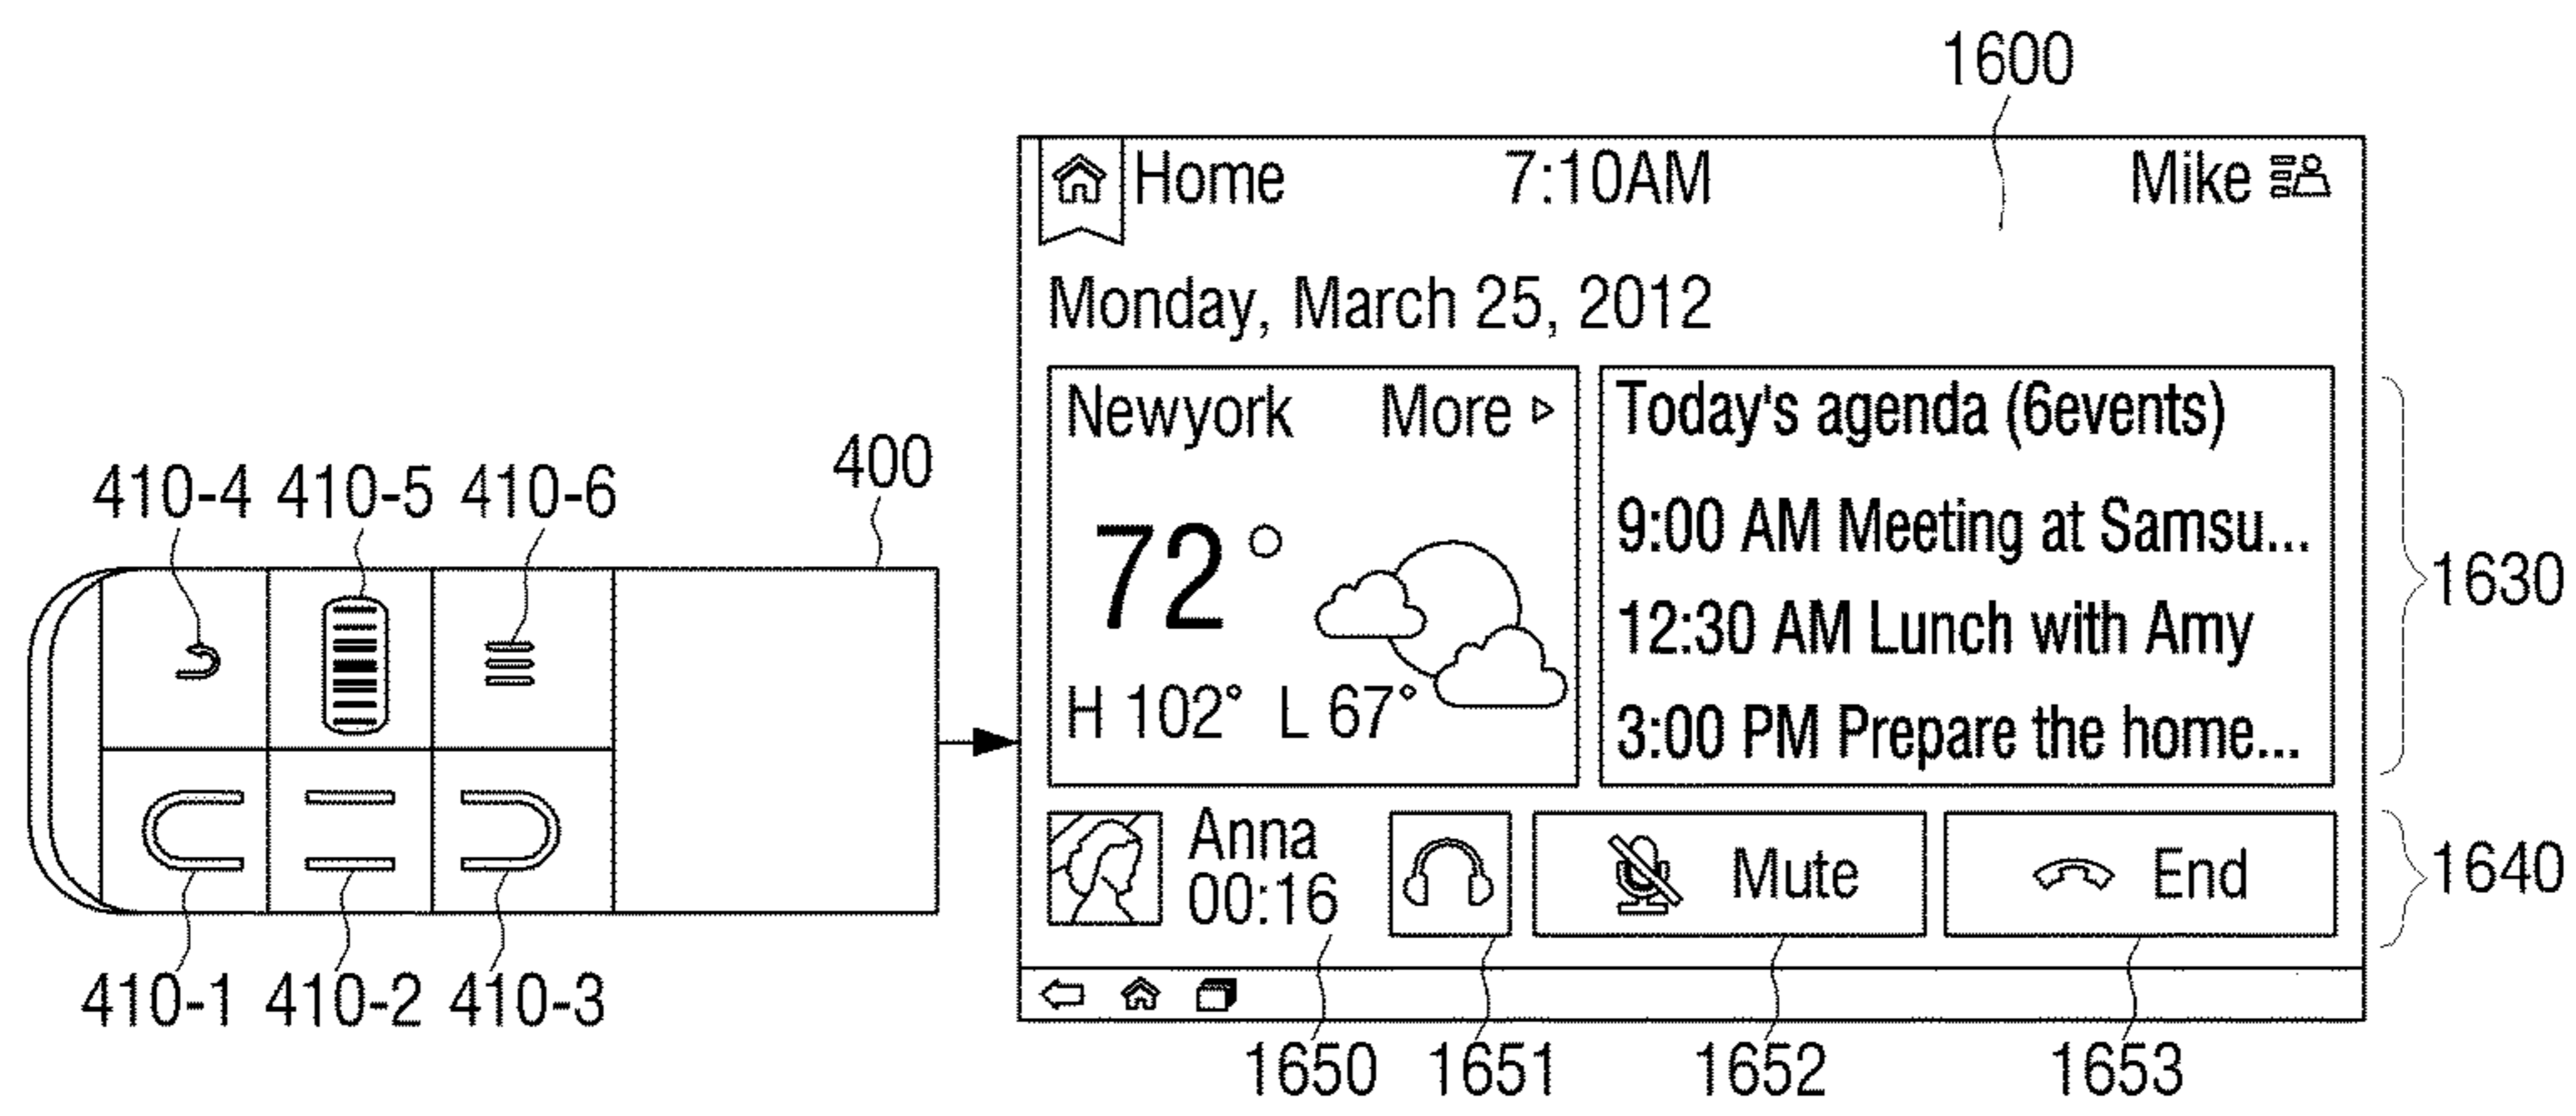 1600
Home 7:10AM Mike
Monday, March 25, 2012
Newyork More
72°
H 102° L 67°
Today's agenda (6events)
9:00 AM Meeting at Samsu...
12:30 AM Lunch with Amy
3:00 PM Prepare the home...
1630
410-4 410-5 410-6 400
Anna
00:16
Mute
End
1640
410-1 410-2 410-3
1650 1651 1652 1653